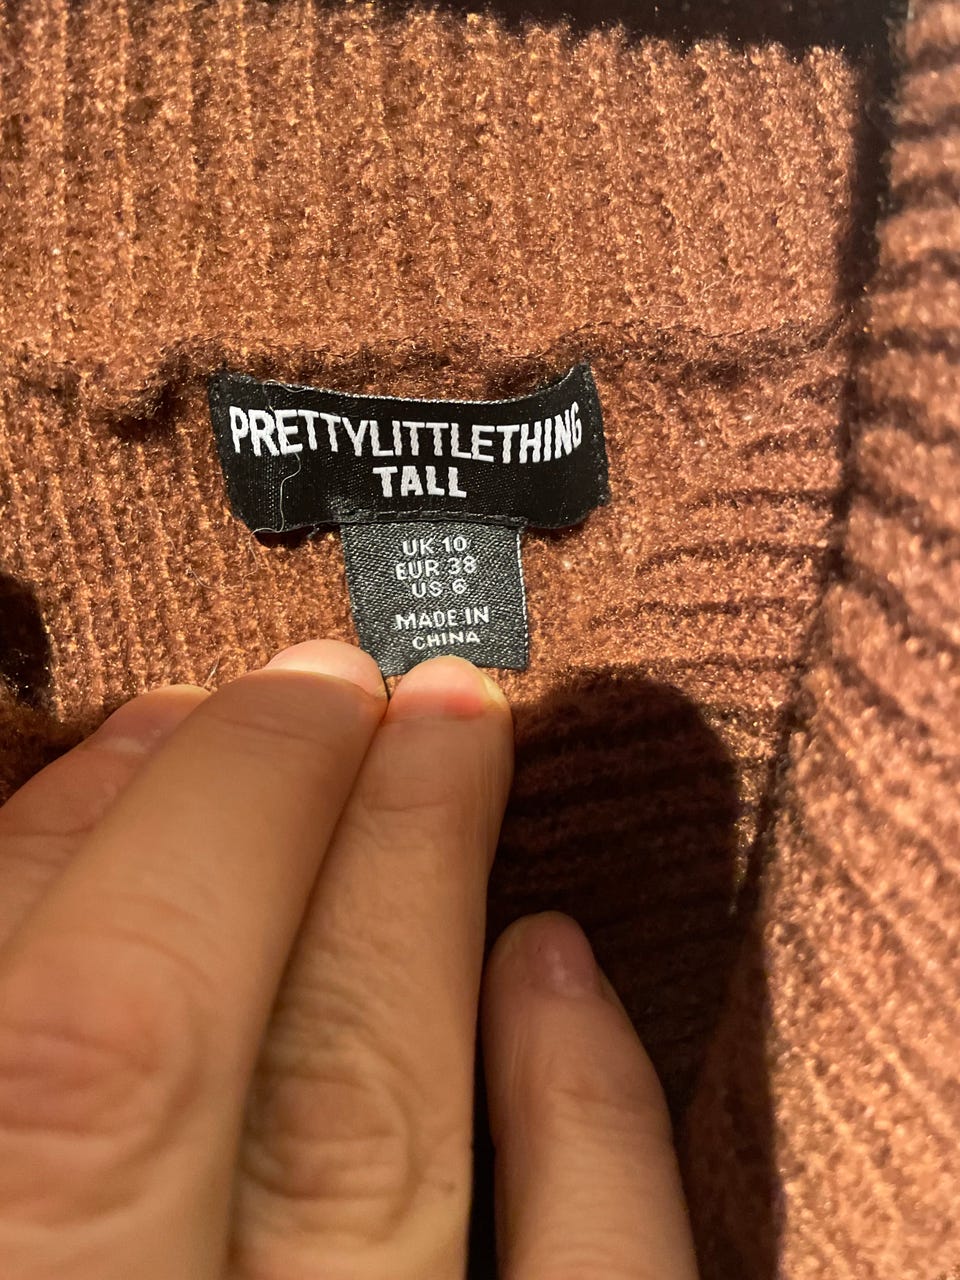 PRETTYLITTLETHING
TALL
UK 10
EUR 38
US 6
MADE IN
CHINA